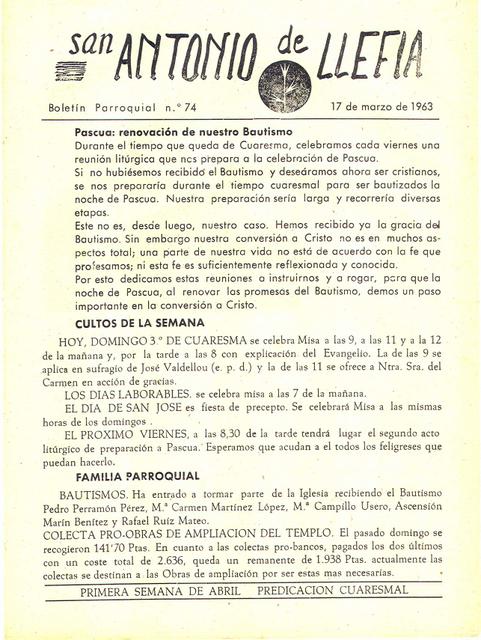 san ANTONIO de LLEFIA
Boletín Parroquial n.º 74 17 de marzo de 1963
Pascua: renovación de nuestro Bautismo
Durante el tiempo que queda de Cuaresma, celebramos cada viernes una
reunión litúrgica que nos prepara a la celebración de Pascua.
Si no hubiésemos recibido el Bautismo y deseáramos ahora ser cristianos,
se nos prepararía durante el tiempo cuaresmal para ser bautizados la
noche de Pascua. Nuestra preparación sería larga y recorrería diversas
etapas.
Este no es, desde luego, nuestro caso. Hemos recibido ya la gracia del
Bautismo. Sin embargo nuestra conversión a Cristo no es en muchos as-
pectos total; una parte de nuestra vida no está de acuerdo con la fe que
profesamos; ni esta fe es suficientemente reflexionada y conocida.
Por esto dedicamos estas reuniones a instruirnos y a rogar, para que la
noche de Pascua, al renovar las promesas del Bautismo, demos un paso
importante en la conversión a Cristo.
CULTOS DE LA SEMANA
HOY, DOMINGO 3.º DE CUARESMA se celebra Misa a las 9, a las 11 y a la 12
de la mañana y, por la tarde a las 8 con explicación del Evangelio. La de las 9 se
aplica en sufragio de José Valdellou (e. p. d.) y la de las 11 se ofrece a Ntra. Sra. del
Carmen en acción de gracias.
LOS DIAS LABORABLES. se celebra misa a las 7 de la mañana.
EL DIA DE SAN JOSE es fiesta de precepto. Se celebrará Misa a las mismas
horas de los domingos .
EL PROXIMO VIERNES, a las 8,30 de la tarde tendrá lugar el segundo acto
litúrgico de preparación a Pascua. Esperamos que acudan a el todos los feligreses que
puedan hacerlo.
FAMILIA PARROQUIAL
BAUTISMOS. Ha entrado a tormar parte de la Iglesia recibiendo el Bautismo
Pedro Perramón Pérez, M.ª Carmen Martínez López, M.ª Campillo Usero, Ascensión
Marín Benítez y Rafael Ruíz Mateo.
COLECTA PRO-OBRAS DE AMPLIACION DEL TEMPLO. El pasado domingo se
recogieron 141'70 Ptas. En cuanto a las colectas pro-bancos, pagados los dos últimos
con un coste total de 2.636, queda un remanente de 1.938 Ptas. actualmente las
colectas se destinan a las Obras de ampliación por ser estas mas necesarias.
PRIMERA SEMANA DE ABRIL PREDICACION CUARESMAL